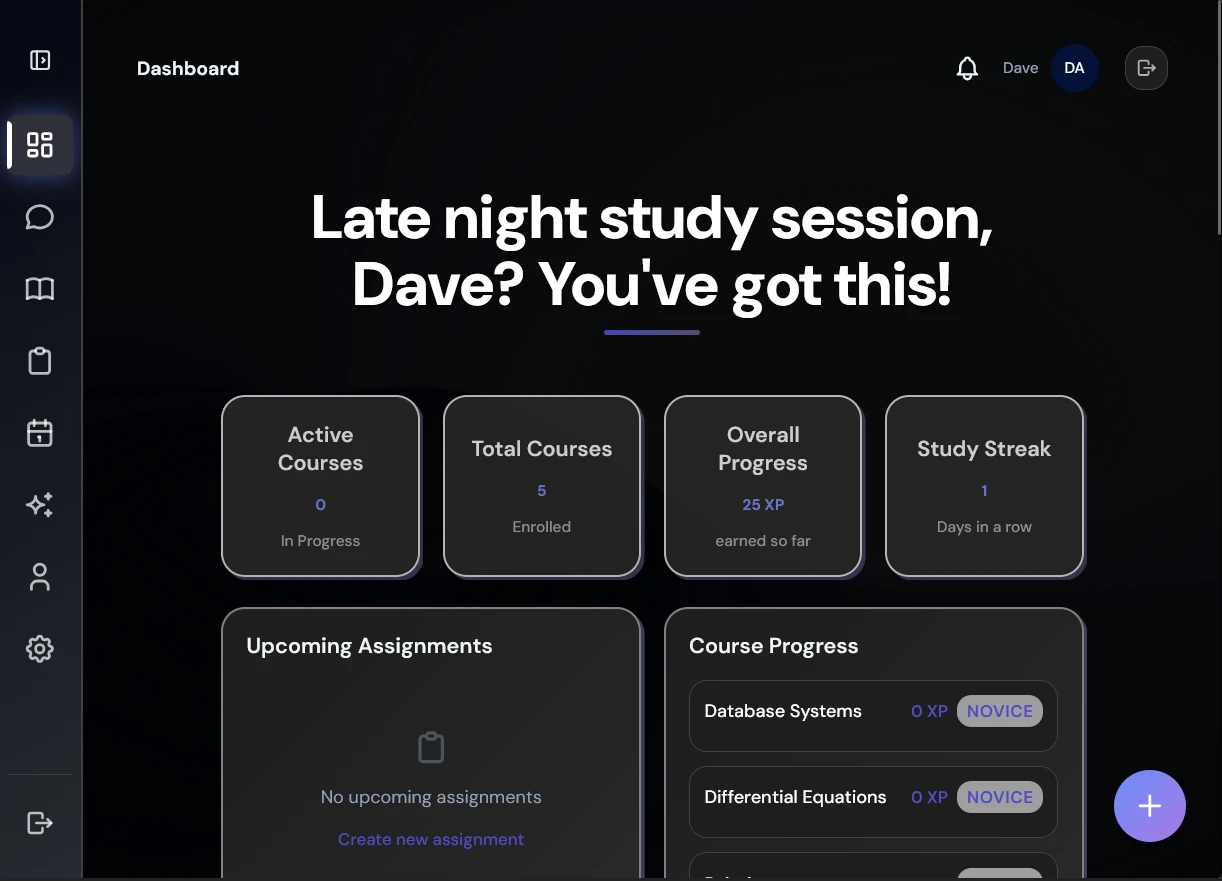 Dashboard
Dave
DA
Late night study session,
Dave? You've got this!
Active
Courses
0
In Progress
Total Courses
5
Enrolled
Overall
Progress
25 XP
earned so far
Study Streak
1
Days in a row
Upcoming Assignments
No upcoming assignments
Create new assignment
Course Progress
Database Systems 0 XP NOVICE
Differential Equations 0 XP NOVICE